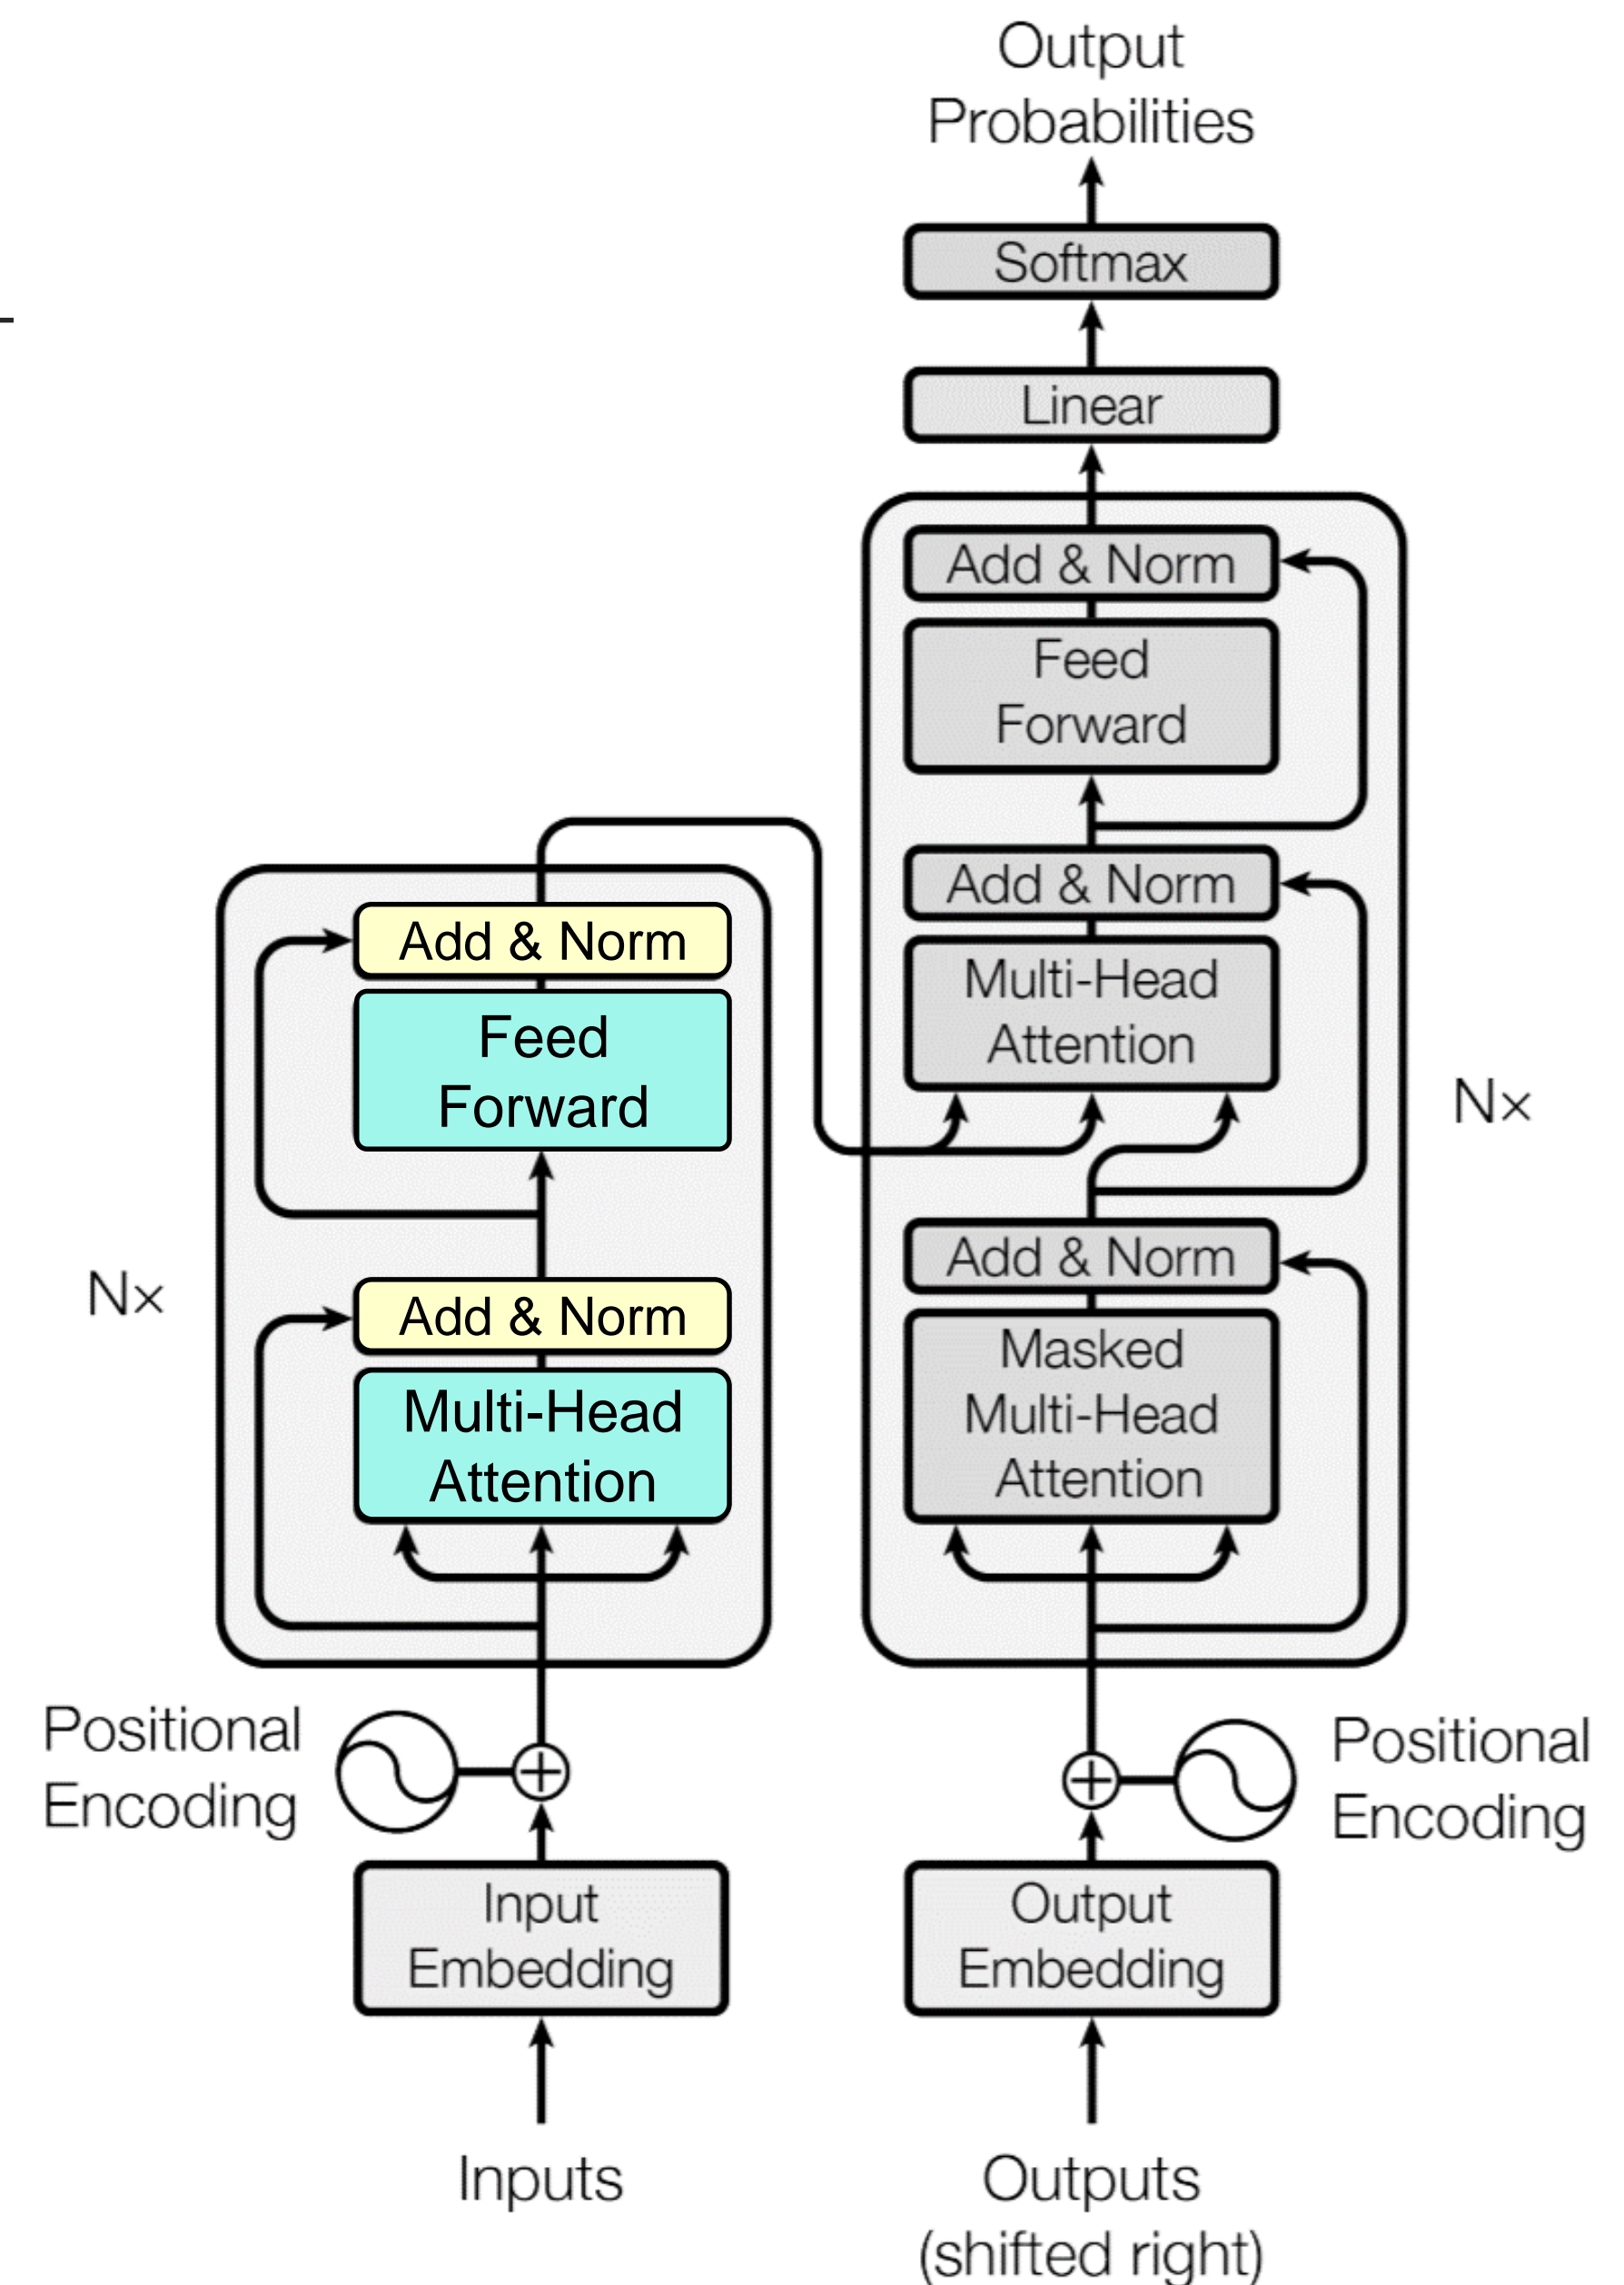 Output
Probabilities
Softmax
Linear
Add & Norm
Feed
Forward
Add & Norm
Multi-Head
Attention
Nx
Add & Norm
Masked
Multi-Head
Attention
Add & Norm
Feed
Forward
Nx
Add & Norm
Multi-Head
Attention
Positional
Encoding
Positional
Encoding
Input
Embedding
Output
Embedding
Inputs
Outputs
(shifted right)